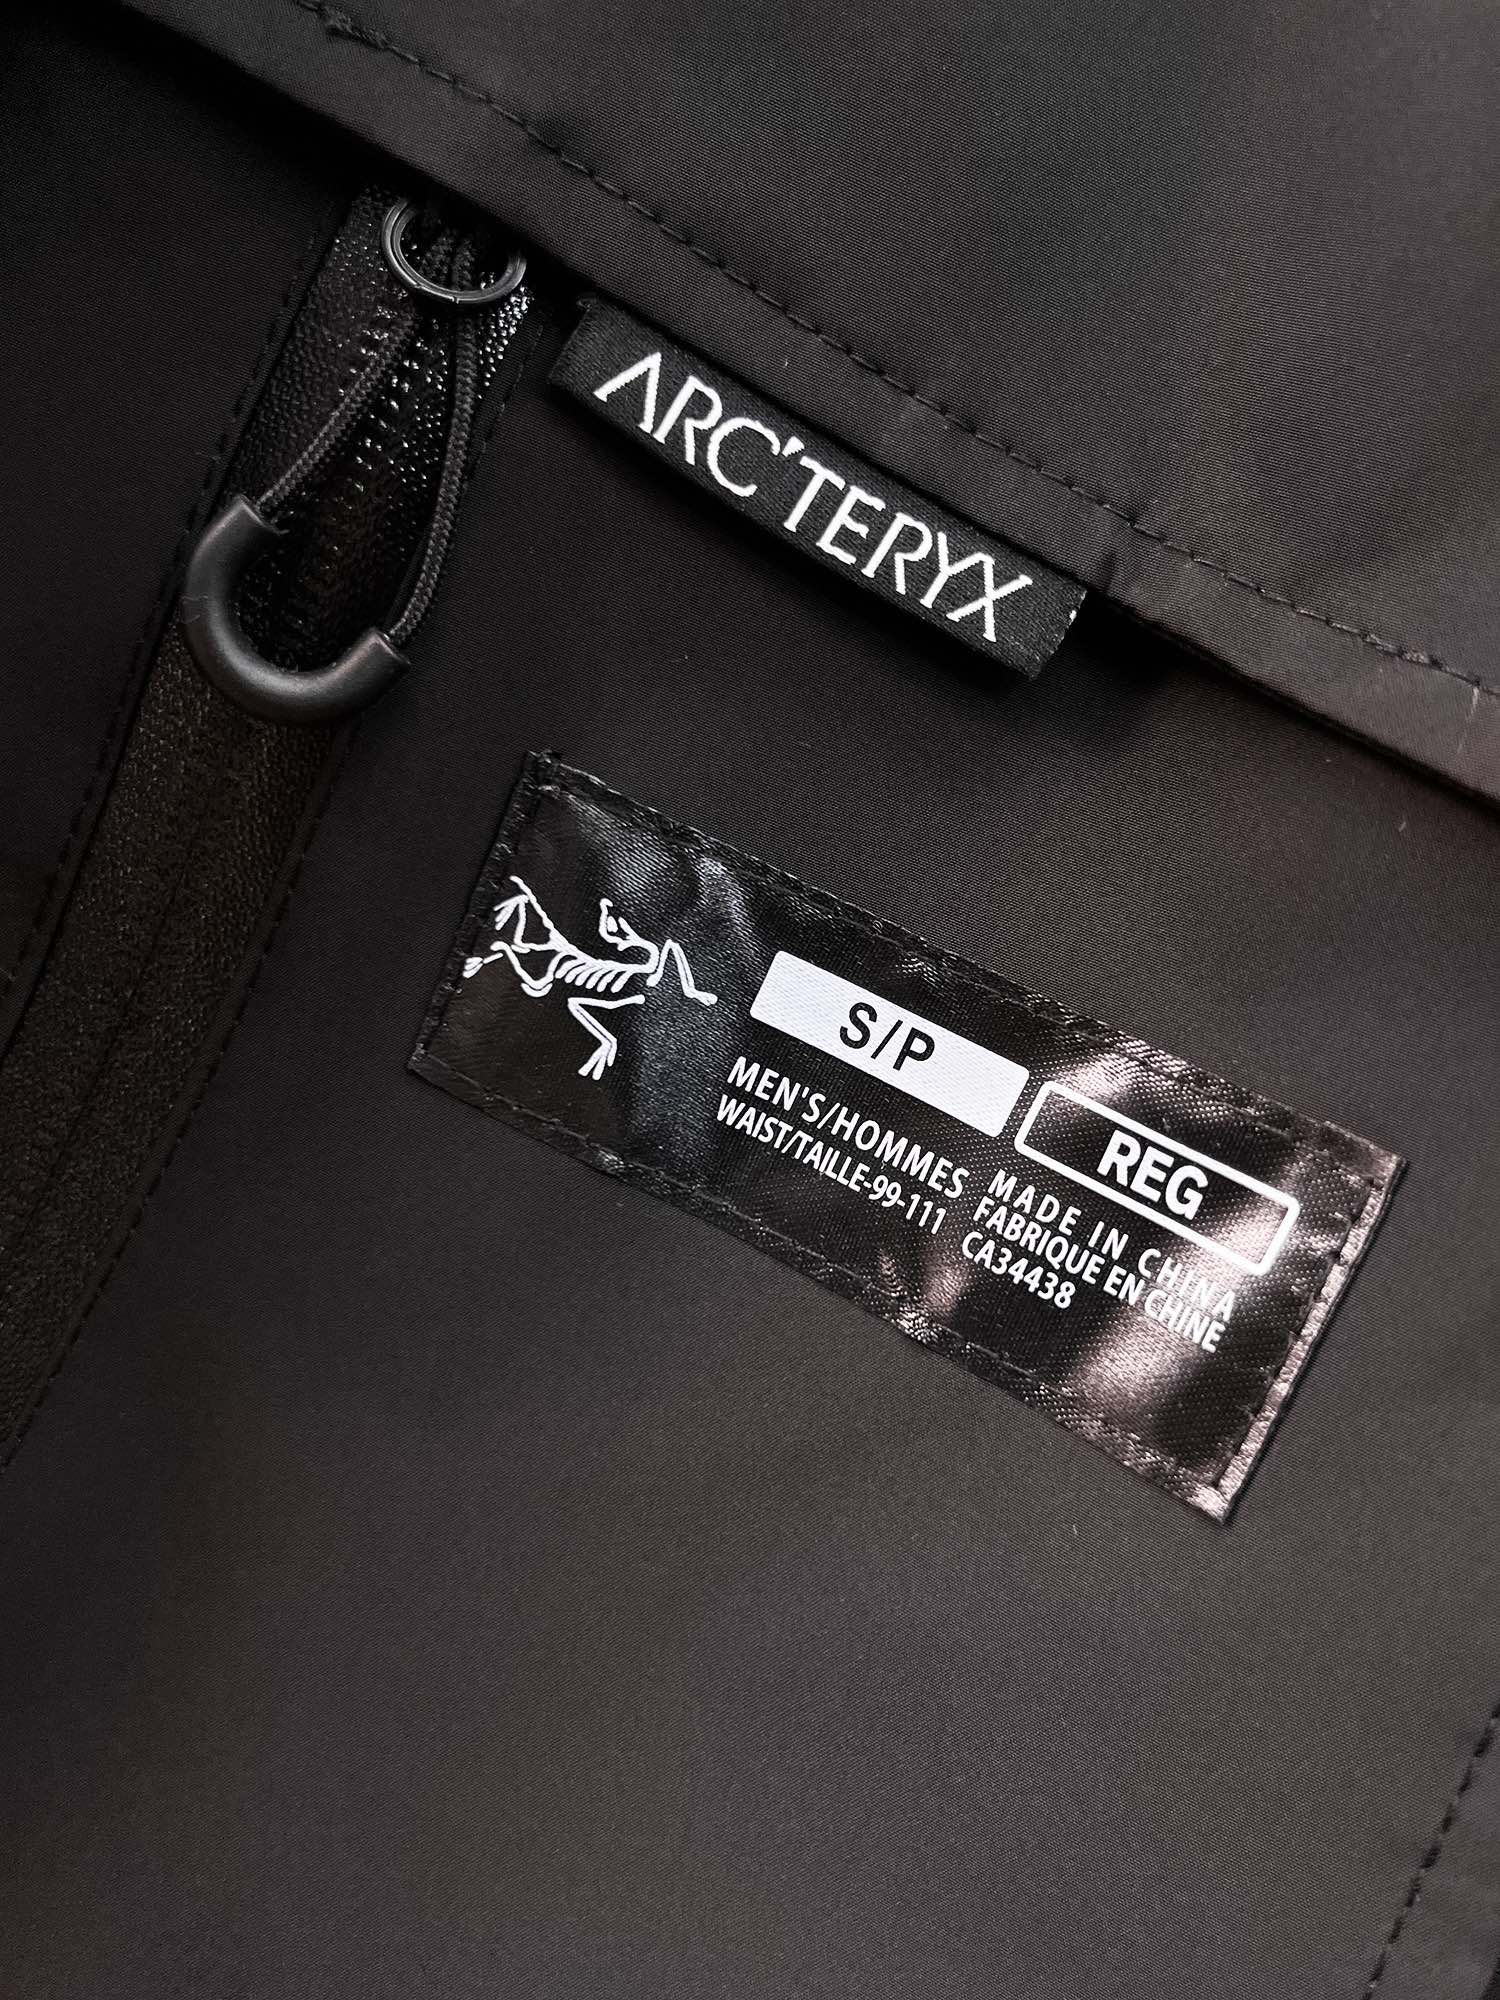 ARC'TERYX
S/P
REG
MEN'S/HOMMES
WAIST/TAILLE-99-111
MADE IN CHINA
FABRIQUE EN CHINE
CA34438